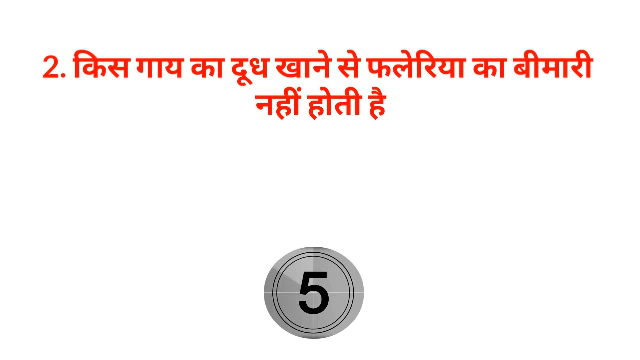 2. किस गाय का दूध खाने से फलेरिया का बीमारी
नहीं होती है
5